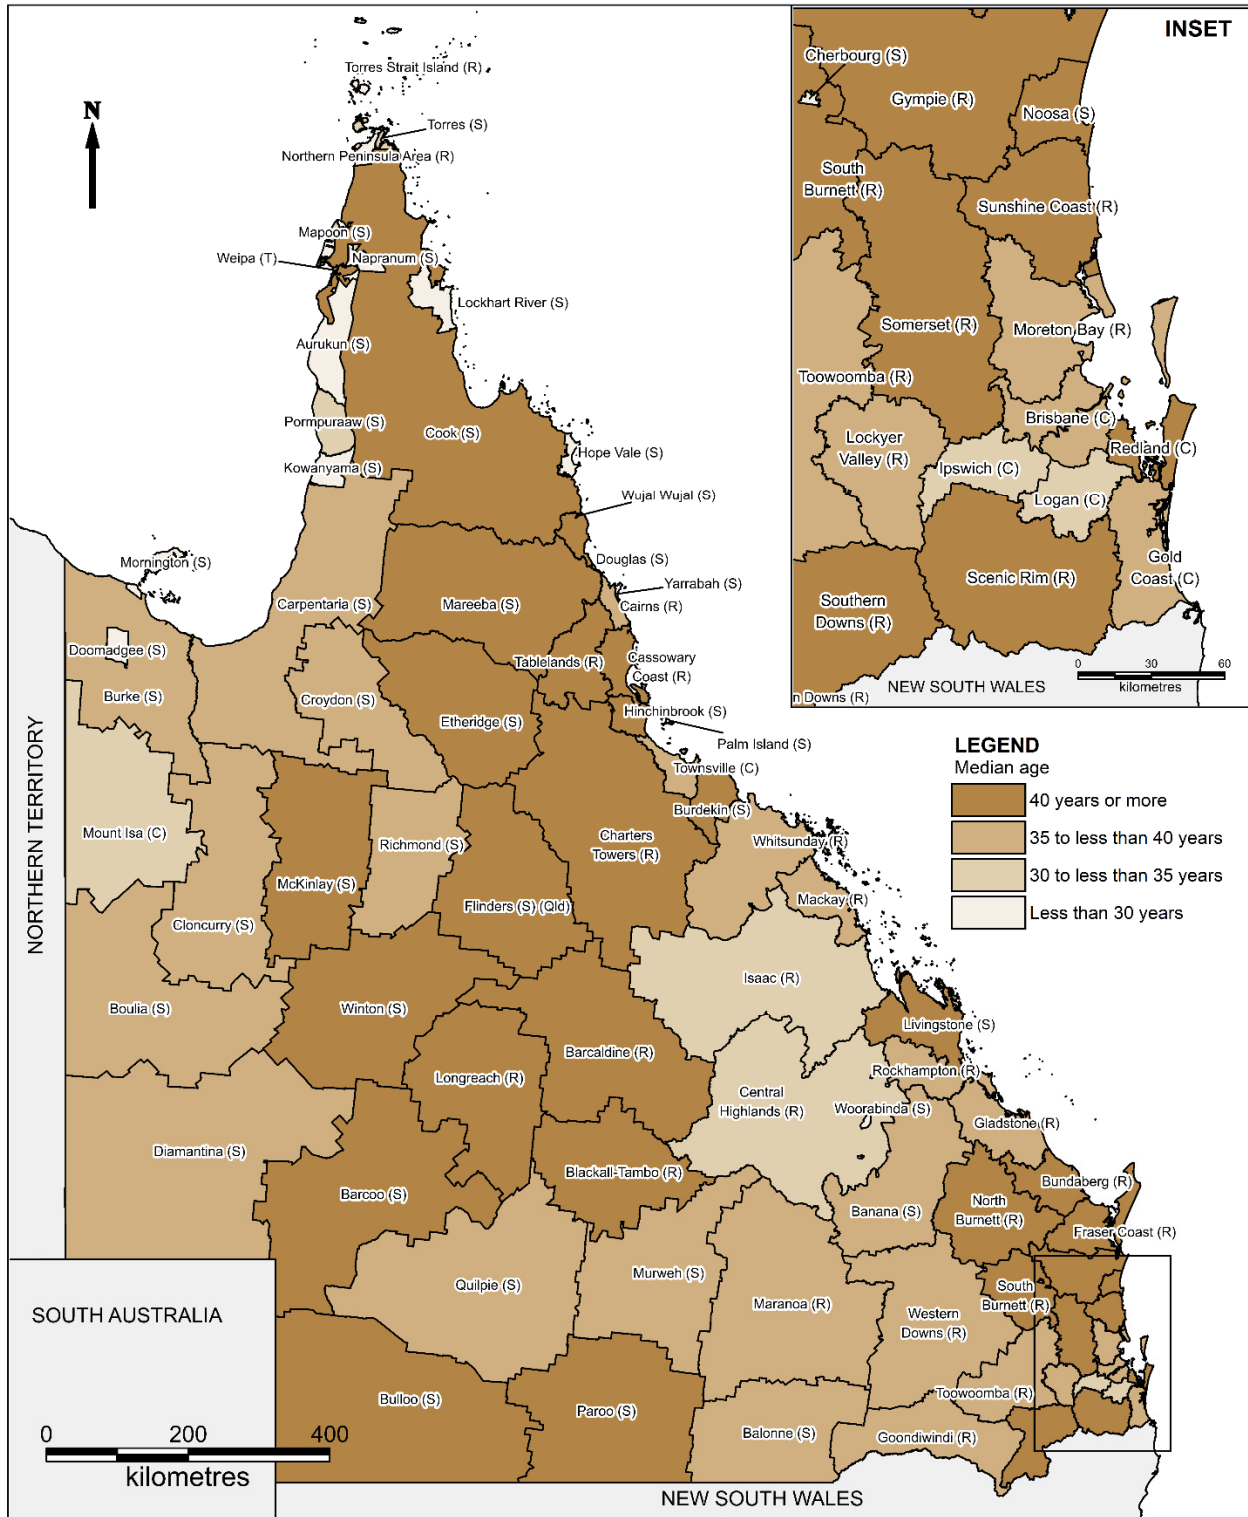 INSET
Cherbourg (S)
Gympie (R)
Noosa (S)
South
Burnett (R)
Sunshine Coast (R)
Somerset (R)
Moreton Bay (R)
Toowoomba (R)
Brisbane (C)
Lockyer
Valley (R)
Redland (C)
Ipswich (C)
Logan (C)
Gold
Coast (C)
Scenic Rim (R)
Southern
Downs (R)
n Downs (R)
NEW SOUTH WALES
0 30 60
kilometres
N
Torres Strait Island (R)
Torres (S)
Northern Peninsula Area (R)
Mapoon (S)
Weipa (T)
Napranum (S)
Lockhart River (S)
Aurukun (S)
Pormpuraaw (S)
Cook (S)
Kowanyama (S)
Hope Vale (S)
Wujal Wujal (S)
Mornington (S)
Douglas (S)
Yarrabah (S)
Carpentaria (S)
Mareeba (S)
Cairns (R)
Doomadgee (S)
Tablelands (R)
Cassowary
Coast (R)
Burke (S)
Croydon (S)
Etheridge (S)
Hinchinbrook (S)
Palm Island (S)
Townsville (C)
Burdekin (S)
Mount Isa (C)
Richmond (S)
Charters
Towers (R)
Whitsunday (R)
McKinlay (S)
Flinders (S) (Qld)
Mackay (R)
Cloncurry (S)
Isaac (R)
Boulia (S)
Winton (S)
Livingstone (S)
Barcaldine (R)
Longreach (R)
Rockhampton (R)
Central
Highlands (R)
Woorabinda (S)
Gladstone (R)
Diamantina (S)
Blackall-Tambo (R)
Bundaberg (R)
Barcoo (S)
North
Burnett (R)
Banana (S)
Fraser Coast (R)
Quilpie (S)
Murweh (S)
Maranoa (R)
South
Burnett (R)
Western
Downs (R)
Bulloo (S)
Paroo (S)
Toowoomba (R)
Balonne (S)
Goondiwindi (R)
NORTHERN TERRITORY
SOUTH AUSTRALIA
NEW SOUTH WALES
0 200 400
kilometres
LEGEND
Median age
40 years or more
35 to less than 40 years
30 to less than 35 years
Less than 30 years